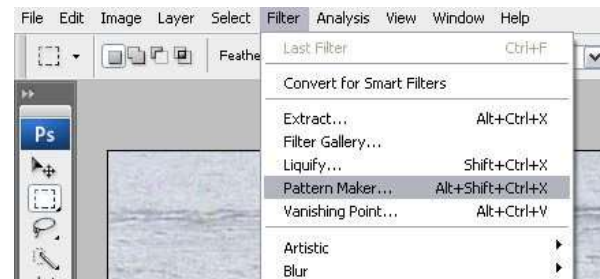 File Edit Image Layer Select Filter Analysis View Window Help
Feathe
Last Filter Ctrl+F
Convert for Smart Filters
Extract... Alt+Ctrl+X
Filter Gallery...
Liquify... Shift+Ctrl+X
Pattern Maker... Alt+Shift+Ctrl+X
Vanishing Point... Alt+Ctrl+V
Artistic
Blur
Ps